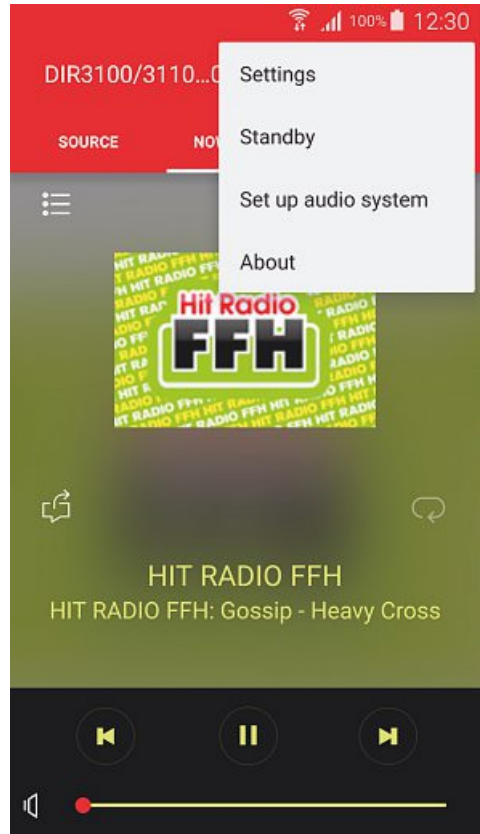 100% 12:30
DIR3100/3110...
SOURCE
Settings
Standby
Set up audio system
About
Hit Radio
FFH
HIT RADIO FFH
HIT RADIO FFH: Gossip - Heavy Cross